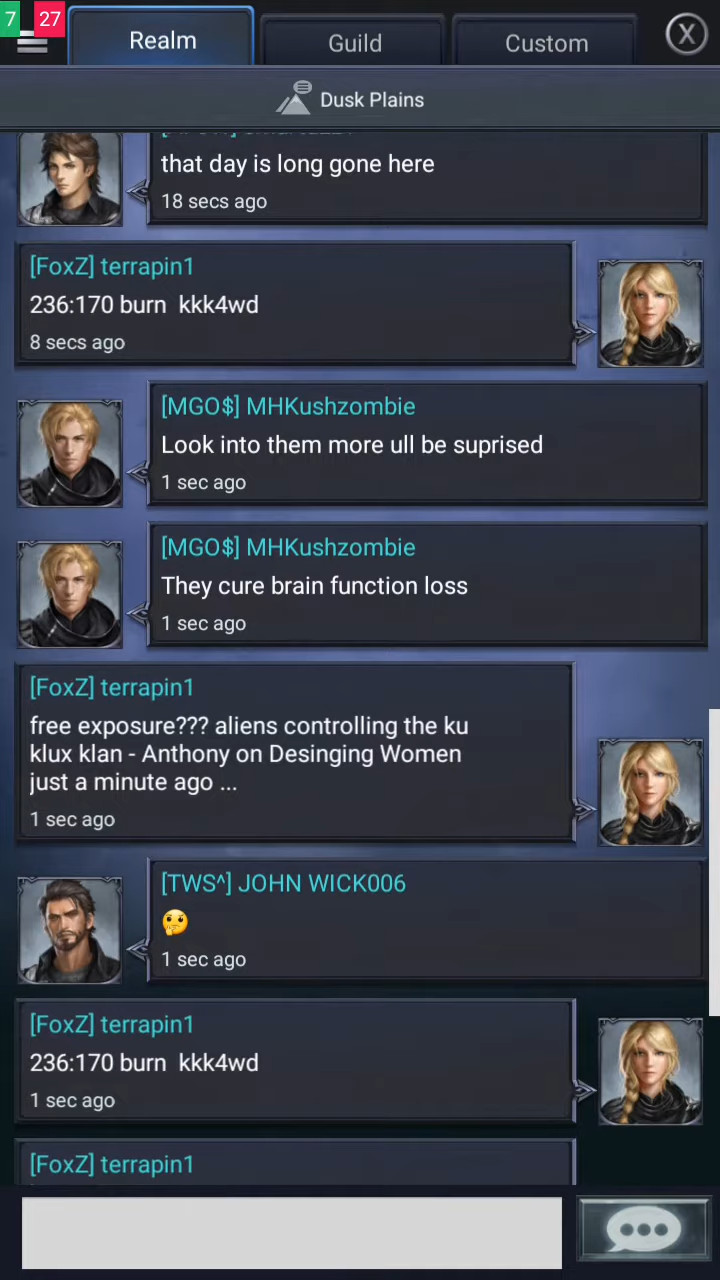 7
27
Realm
Guild
Custom
X
Dusk Plains
that day is long gone here
18 secs ago
[FoxZ] terrapin1
236:170 burn  kkk4wd
8 secs ago
[MGO$] MHKushzombie
Look into them more ull be suprised
1 sec ago
[MGO$] MHKushzombie
They cure brain function loss
1 sec ago
[FoxZ] terrapin1
free exposure??? aliens controlling the ku
klux klan - Anthony on Desinging Women
just a minute ago ...
1 sec ago
[TWS^] JOHN WICK006
🤔
1 sec ago
[FoxZ] terrapin1
236:170 burn  kkk4wd
1 sec ago
[FoxZ] terrapin1